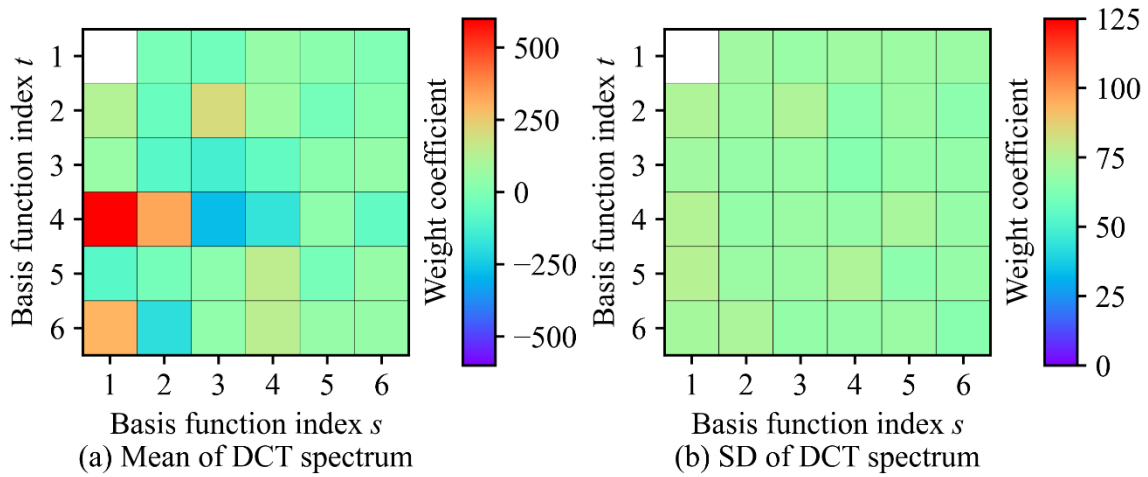 Basis function index t
1
2
3
4
5
6
1 2 3 4 5 6
Basis function index s
(a) Mean of DCT spectrum
500
250
0
−250
−500
Weight coefficient
Basis function index t
1
2
3
4
5
6
1 2 3 4 5 6
Basis function index s
(b) SD of DCT spectrum
125
100
75
50
25
0
Weight coefficient